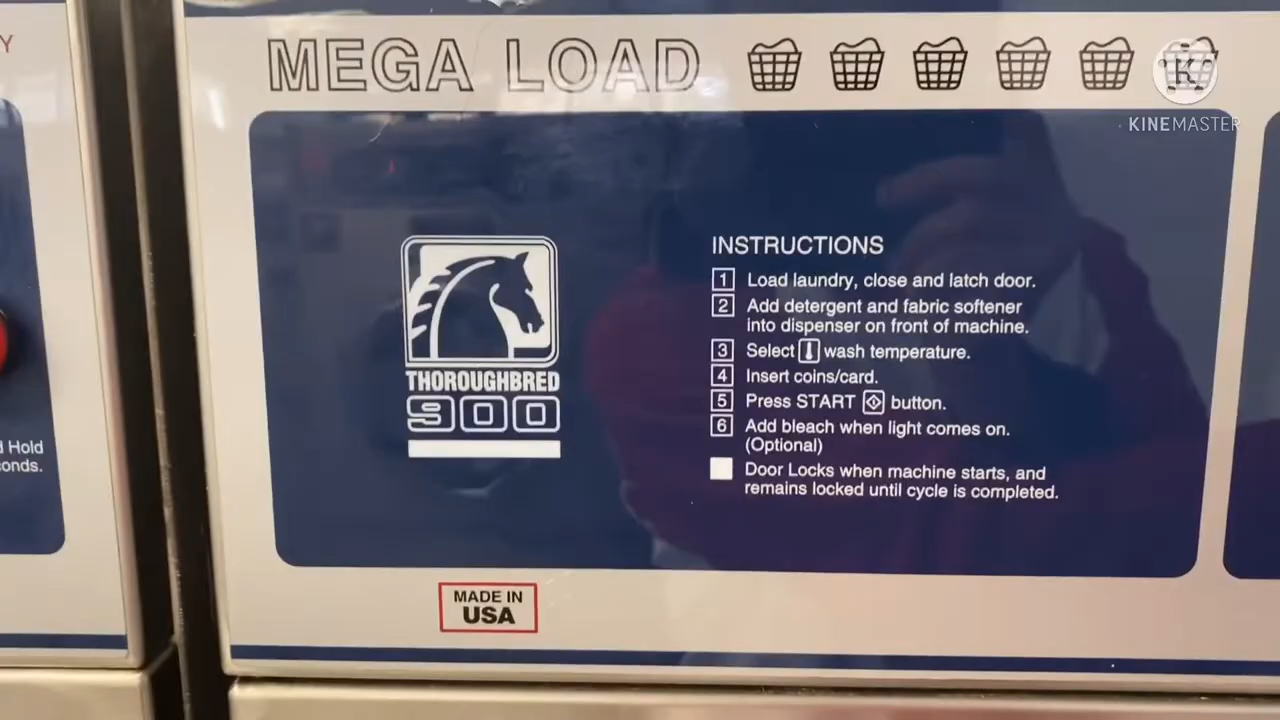 Y
MEGA LOAD
K
KINEMASTER
INSTRUCTIONS
1 Load laundry, close and latch door.
2 Add detergent and fabric softener
into dispenser on front of machine.
3 Select wash temperature.
4 Insert coins/card.
5 Press START button.
6 Add bleach when light comes on.
(Optional)
Door Locks when machine starts, and
remains locked until cycle is completed.
THOROUGHBRED
900
Hold
onds.
MADE IN
USA